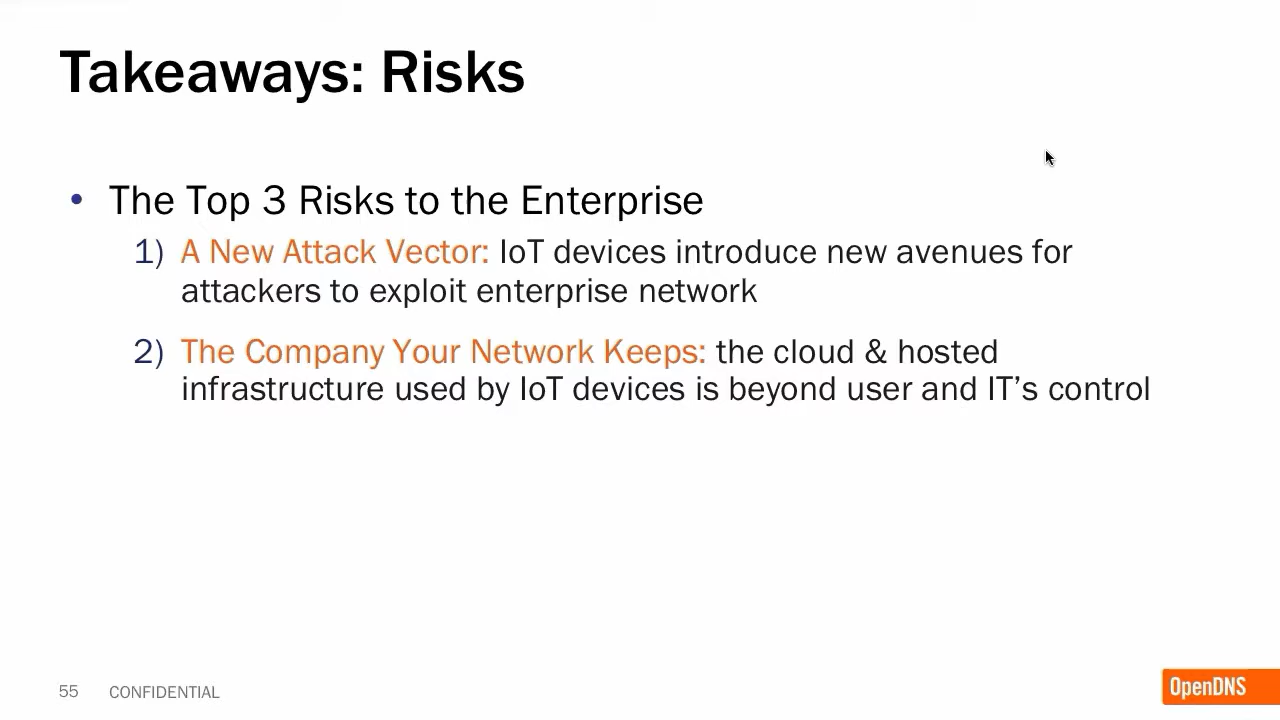 Takeaways: Risks
• The Top 3 Risks to the Enterprise
1) A New Attack Vector: IoT devices introduce new avenues for
attackers to exploit enterprise network
2) The Company Your Network Keeps: the cloud & hosted
infrastructure used by IoT devices is beyond user and IT’s control
55 CONFIDENTIAL
OpenDNS